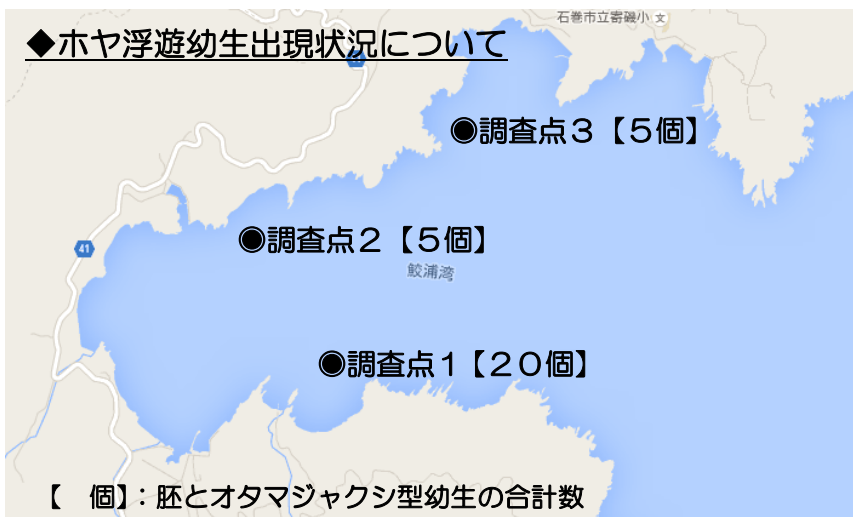 石巻市立寄磯小
◆ホヤ浮遊幼生出現状況について
41
◉調査点３【５個】
◉調査点２【５個】
41
鮫浦湾
◉調査点１【２０個】
【　個】：胚とオタマジャクシ型幼生の合計数